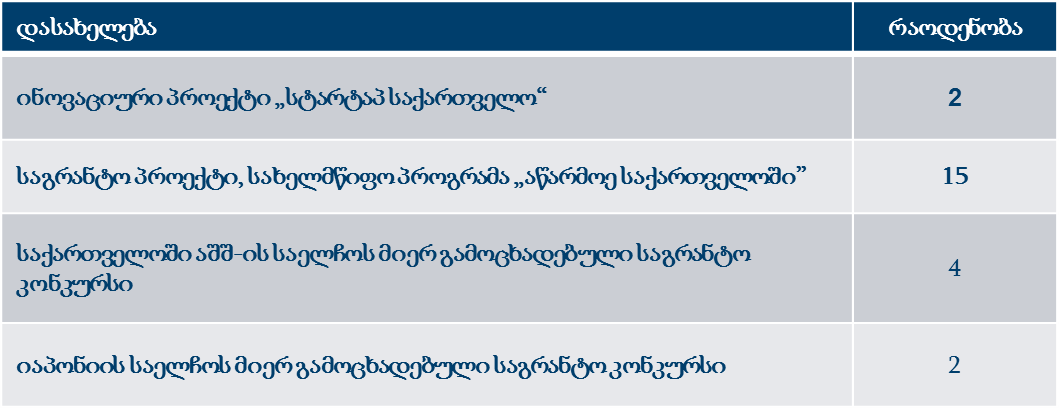 დასახელება რაოდენობა
ინოვაციური პროექტი „სტარტაპ საქართველო“ 2
საგრანტო პროექტი, სახელმწიფო პროგრამა „აწარმოე საქართველოში” 15
საქართველოში აშშ-ის საელჩოს მიერ გამოცხადებული საგრანტო
კონკურსი 4
იაპონიის საელჩოს მიერ გამოცხადებული საგრანტო კონკურსი 2